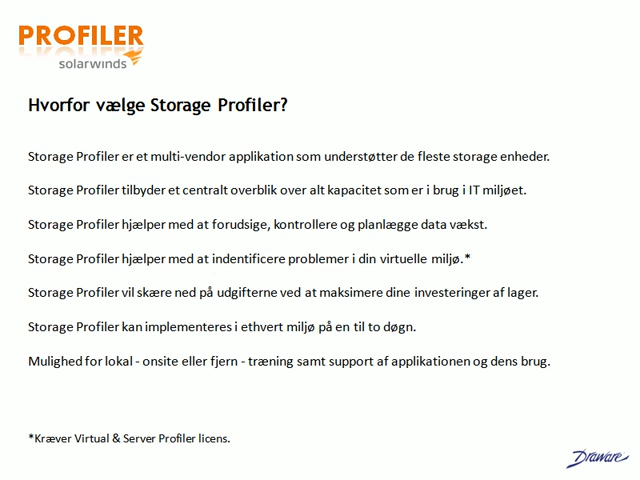 PROFILER
solarwinds
Hvorfor vælge Storage Profiler?
Storage Profiler er et multi-vendor applikation som understøtter de fleste storage enheder.
Storage Profiler tilbyder et centralt overblik over alt kapacitet som er i brug i IT miljøet.
Storage Profiler hjælper med at forudsige, kontrollere og planlægge data vækst.
Storage Profiler hjælper med at indentificere problemer i din virtuelle miljø.*
Storage Profiler vil skære ned på udgifterne ved at maksimere dine investeringer af lager.
Storage Profiler kan implementeres i ethvert miljø på en til to døgn.
Mulighed for lokal - onsite eller fjern - træning samt support af applikationen og dens brug.
*Kræver Virtual & Server Profiler licens.
Draware